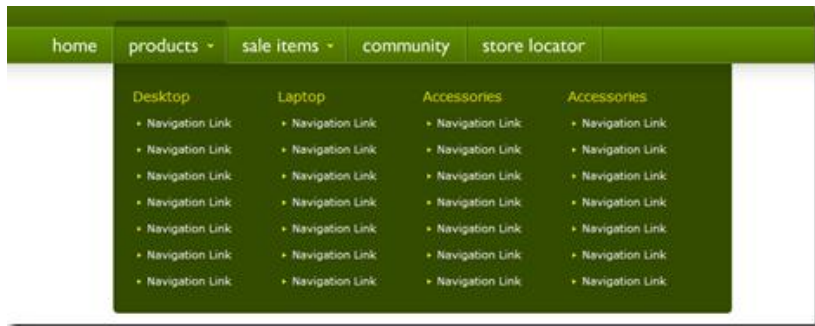 home products sale items community store locator
Desktop Laptop Accessories Accessories
Navigation Link Navigation Link Navigation Link Navigation Link
Navigation Link Navigation Link Navigation Link Navigation Link
Navigation Link Navigation Link Navigation Link Navigation Link
Navigation Link Navigation Link Navigation Link Navigation Link
Navigation Link Navigation Link Navigation Link Navigation Link
Navigation Link Navigation Link Navigation Link Navigation Link
Navigation Link Navigation Link Navigation Link Navigation Link